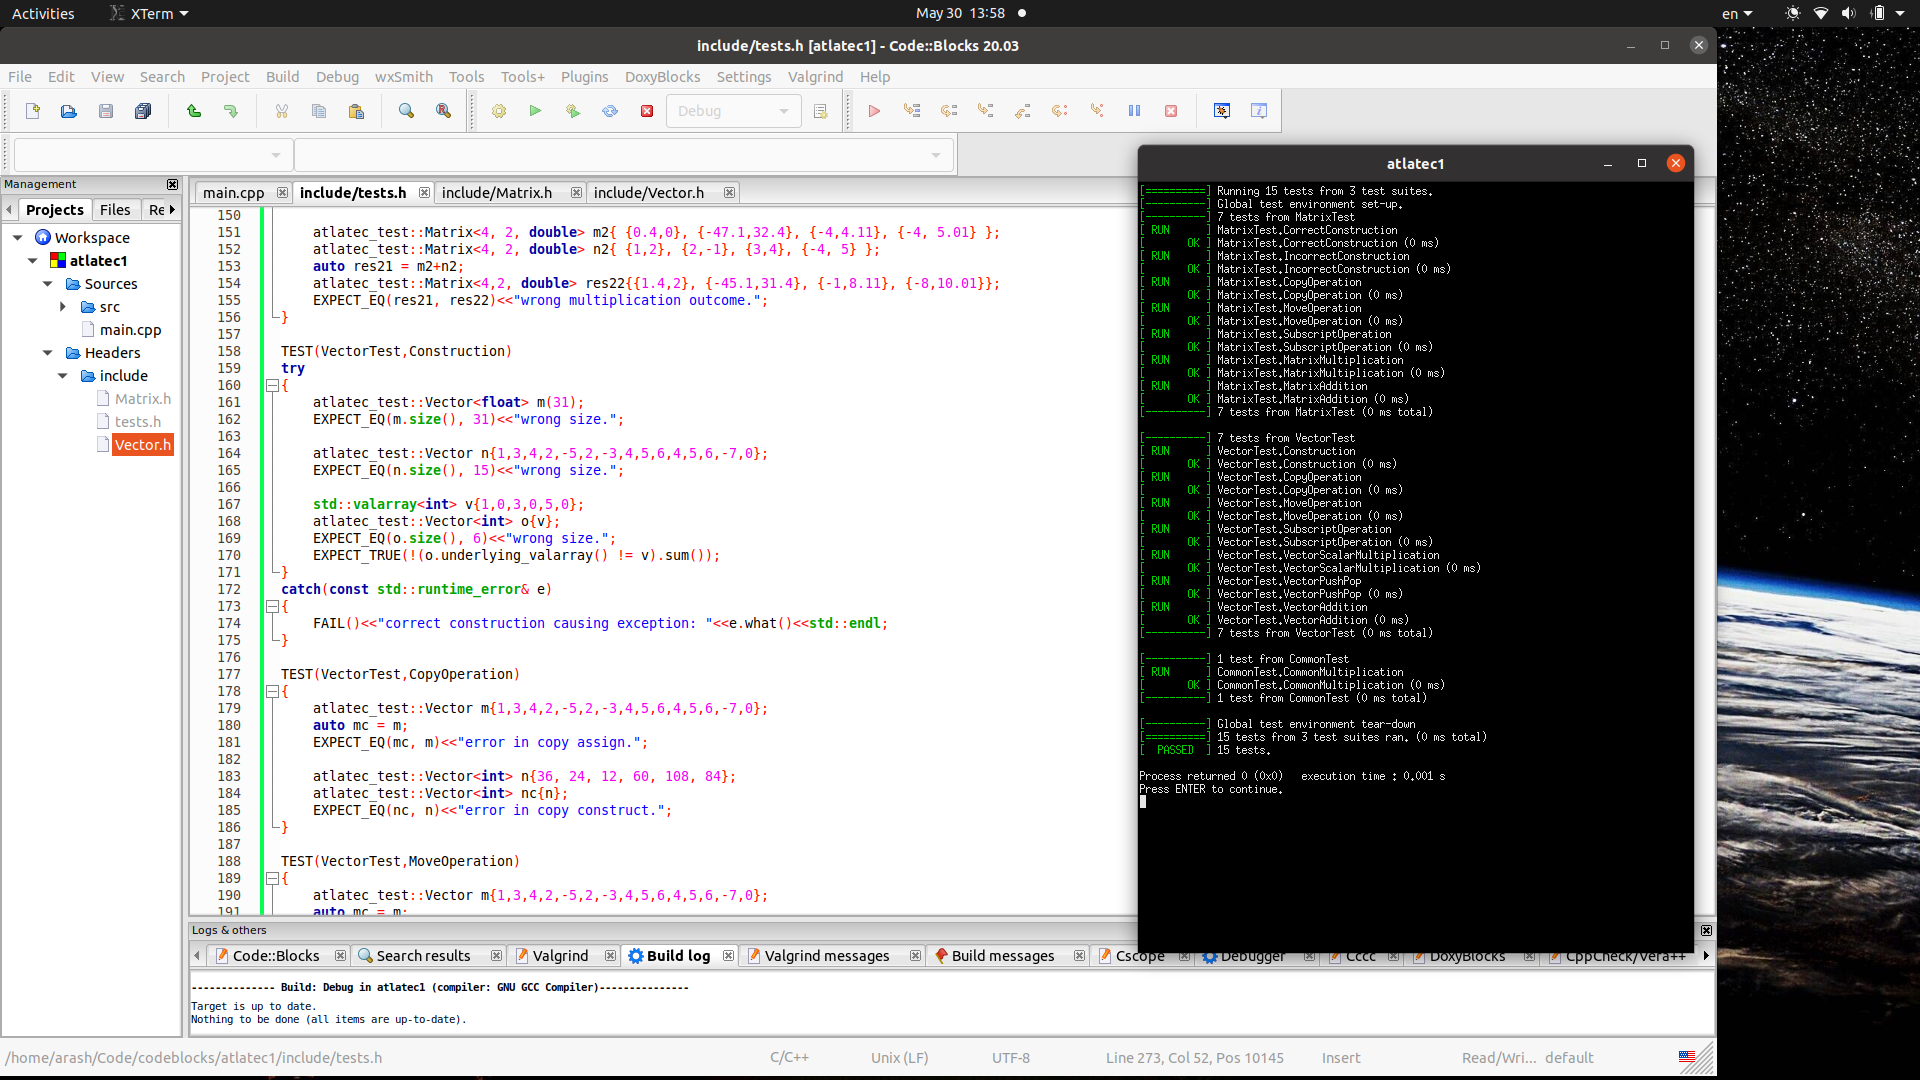 Activities XTerm May 30 13:58 en
include/tests.h [atlatec1] - Code::Blocks 20.03
File Edit View Search Project Build Debug wxSmith Tools Tools+ Plugins DoxyBlocks Settings Valgrind Help
Debug
Management
Projects Files Re
Workspace
atlatec1
Sources
src
main.cpp
Headers
include
Matrix.h
tests.h
Vector.h
main.cpp include/tests.h include/Matrix.h include/Vector.h
150
151 atlatec_test::Matrix<4, 2, double> m2{ {0.4,0}, {-47.1,32.4}, {-4,4.11}, {-4, 5.01} };
152 atlatec_test::Matrix<4, 2, double> n2{ {1,2}, {2,-1}, {3,4}, {-4, 5} };
153 auto res21 = m2+n2;
154 atlatec_test::Matrix<4,2, double> res22{{1.4,2}, {-45.1,31.4}, {-1,8.11}, {-8,10.01}};
155 EXPECT_EQ(res21, res22)<<"wrong multiplication outcome.";
156 }
157
158 TEST(VectorTest,Construction)
159 try
160 {
161 atlatec_test::Vector<float> m(31);
162 EXPECT_EQ(m.size(), 31)<<"wrong size.";
163
164 atlatec_test::Vector n{1,3,4,2,-5,2,-3,4,5,6,4,5,6,-7,0};
165 EXPECT_EQ(n.size(), 15)<<"wrong size.";
166
167 std::valarray<int> v{1,0,3,0,5,0};
168 atlatec_test::Vector<int> o{v};
169 EXPECT_EQ(o.size(), 6)<<"wrong size.";
170 EXPECT_TRUE(!(o.underlying_valarray() != v).sum());
171 }
172 catch(const std::runtime_error& e)
173 {
174 FAIL()<<"correct construction causing exception: "<<e.what()<<std::endl;
175 }
176
177 TEST(VectorTest,CopyOperation)
178 {
179 atlatec_test::Vector m{1,3,4,2,-5,2,-3,4,5,6,4,5,6,-7,0};
180 auto mc = m;
181 EXPECT_EQ(mc, m)<<"error in copy assign.";
182
183 atlatec_test::Vector<int> n{36, 24, 12, 60, 108, 84};
184 atlatec_test::Vector<int> nc{n};
185 EXPECT_EQ(nc, n)<<"error in copy construct.";
186 }
187
188 TEST(VectorTest,MoveOperation)
189 {
190 atlatec_test::Vector m{1,3,4,2,-5,2,-3,4,5,6,4,5,6,-7,0};
191 auto mc = m;
atlatec1
[==========] Running 15 tests from 3 test suites.
[----------] Global test environment set-up.
[----------] 7 tests from MatrixTest
[ RUN      ] MatrixTest.CorrectConstruction
[       OK ] MatrixTest.CorrectConstruction (0 ms)
[ RUN      ] MatrixTest.IncorrectConstruction
[       OK ] MatrixTest.IncorrectConstruction (0 ms)
[ RUN      ] MatrixTest.CopyOperation
[       OK ] MatrixTest.CopyOperation (0 ms)
[ RUN      ] MatrixTest.MoveOperation
[       OK ] MatrixTest.MoveOperation (0 ms)
[ RUN      ] MatrixTest.SubscriptOperation
[       OK ] MatrixTest.SubscriptOperation (0 ms)
[ RUN      ] MatrixTest.MatrixMultiplication
[       OK ] MatrixTest.MatrixMultiplication (0 ms)
[ RUN      ] MatrixTest.MatrixAddition
[       OK ] MatrixTest.MatrixAddition (0 ms)
[----------] 7 tests from MatrixTest (0 ms total)
[----------] 7 tests from VectorTest
[ RUN      ] VectorTest.Construction
[       OK ] VectorTest.Construction (0 ms)
[ RUN      ] VectorTest.CopyOperation
[       OK ] VectorTest.CopyOperation (0 ms)
[ RUN      ] VectorTest.MoveOperation
[       OK ] VectorTest.MoveOperation (0 ms)
[ RUN      ] VectorTest.SubscriptOperation
[       OK ] VectorTest.SubscriptOperation (0 ms)
[ RUN      ] VectorTest.VectorScalarMultiplication
[       OK ] VectorTest.VectorScalarMultiplication (0 ms)
[ RUN      ] VectorTest.VectorPushPop
[       OK ] VectorTest.VectorPushPop (0 ms)
[ RUN      ] VectorTest.VectorAddition
[       OK ] VectorTest.VectorAddition (0 ms)
[----------] 7 tests from VectorTest (0 ms total)
[----------] 1 test from CommonTest
[ RUN      ] CommonTest.CommonMultiplication
[       OK ] CommonTest.CommonMultiplication (0 ms)
[----------] 1 test from CommonTest (0 ms total)
[----------] Global test environment tear-down
[==========] 15 tests from 3 test suites ran. (0 ms total)
[  PASSED  ] 15 tests.
Process returned 0 (0x0)   execution time : 0.001 s
Press ENTER to continue.
Logs & others
Code::Blocks Search results Valgrind Build log Valgrind messages Build messages Cscope Debugger Cccc DoxyBlocks CppCheck/Vera++
-------------- Build: Debug in atlatec1 (compiler: GNU GCC Compiler)---------------
Target is up to date.
Nothing to be done (all items are up-to-date).
/home/arash/Code/codeblocks/atlatec1/include/tests.h C/C++ Unix (LF) UTF-8 Line 273, Col 52, Pos 10145 Insert Read/Wri... default